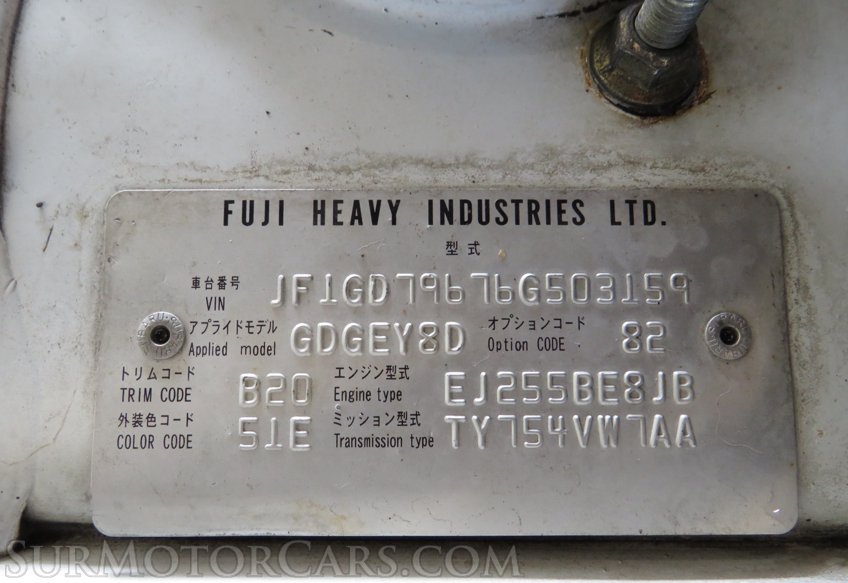 FUJI HEAVY INDUSTRIES LTD.
型式
車台番号 JF1GD79676G503159
VIN
アプライドモデル GDGEY8D オプションコード 82
Applied model Option CODE
トリムコード B20 エンジン型式 EJ255BE8JB
TRIM CODE Engine type
外装色コード 51E ミッション型式 TY754VW7AA
COLOR CODE Transmission type
SURMOTORCARS.COM